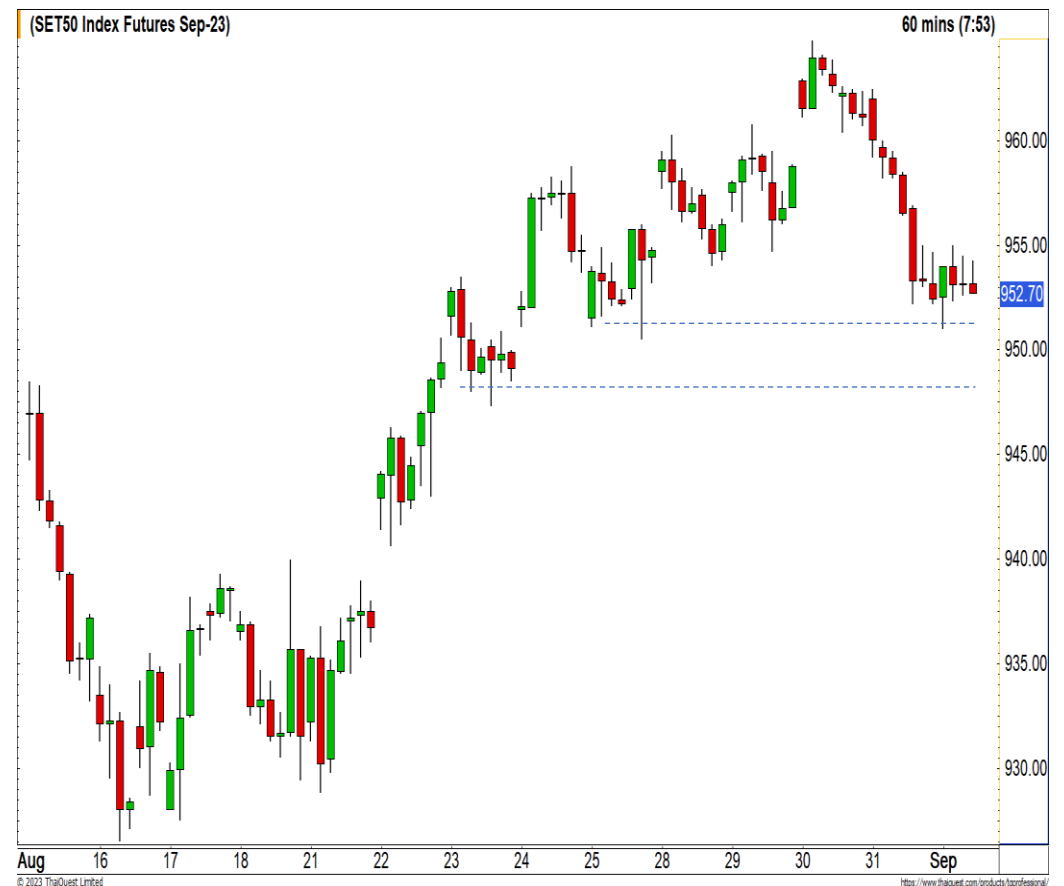 (SET50 Index Futures Sep-23)
60 mins (7:53)
960.00
955.00
952.70
950.00
945.00
940.00
935.00
930.00
Aug 16 17 18 21 22 23 24 25 28 29 30 31 Sep
© 2023 ThaiQuest Limited
https://www.thaiquest.com/products/tqprofessional/